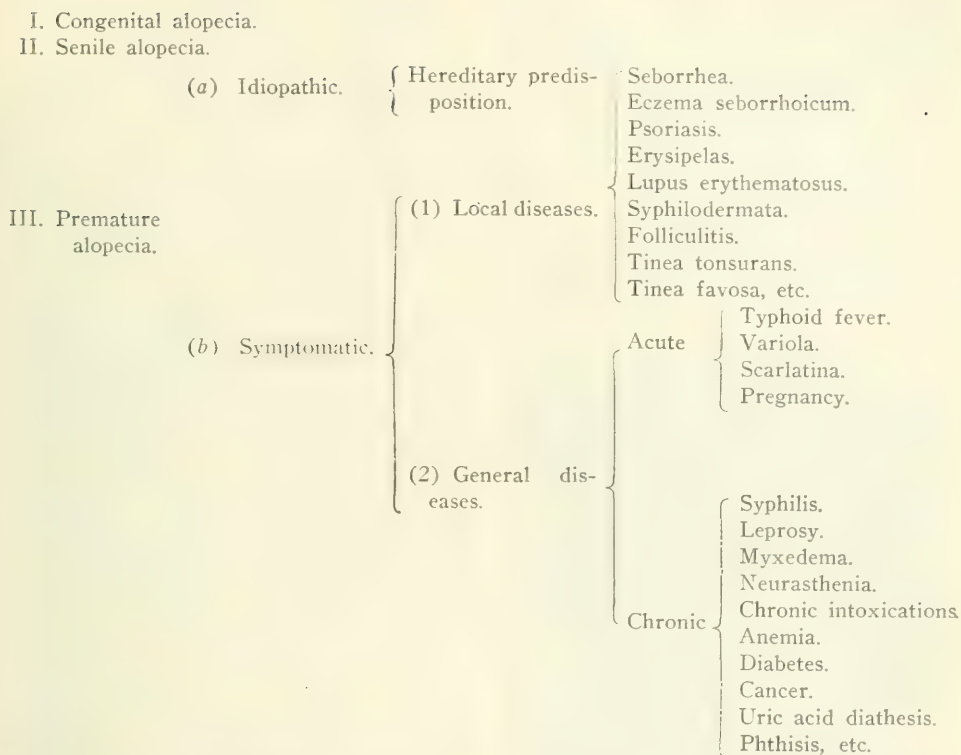 I. Congenital alopecia.
II. Senile alopecia.
III. Premature
alopecia.
(a) Idiopathic.
Hereditary predis-
position.
(b) Symptomatic.
(1) Local diseases.
Seborrhea.
Eczema seborrhoicum.
Psoriasis.
Erysipelas.
Lupus erythematosus.
Syphilodermata.
Folliculitis.
Tinea tonsurans.
Tinea favosa, etc.
(2) General dis-
eases.
Acute
Typhoid fever.
Variola.
Scarlatina.
Pregnancy.
Chronic
Syphilis.
Leprosy.
Myxedema.
Neurasthenia.
Chronic intoxications.
Anemia.
Diabetes.
Cancer.
Uric acid diathesis.
Phthisis, etc.